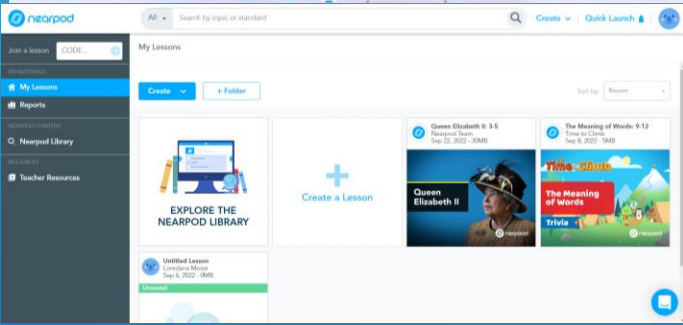 nearpod
All
Search by topic or standard
Create
Quick Launch
Join a lesson
CODE...
MY MATERIALS
My Lessons
Reports
NEARPOD CONTENT
Nearpod Library
RESOURCES
Teacher Resources
My Lessons
Create
+ Folder
Sort by:
Recent
EXPLORE THE
NEARPOD LIBRARY
Create a Lesson
Queen Elizabeth II: 3-5
Nearpod Team
Sep 22, 2022 - 30MB
Queen
Elizabeth II
nearpod
The Meaning of Words: 9-12
Time to Climb
Sep 8, 2022 - 5MB
Time to Climb
The Meaning
of Words
Trivia
nearpod
Untitled Lesson
Loredana Moise
Sep 6, 2022 - 0MB
Unsaved